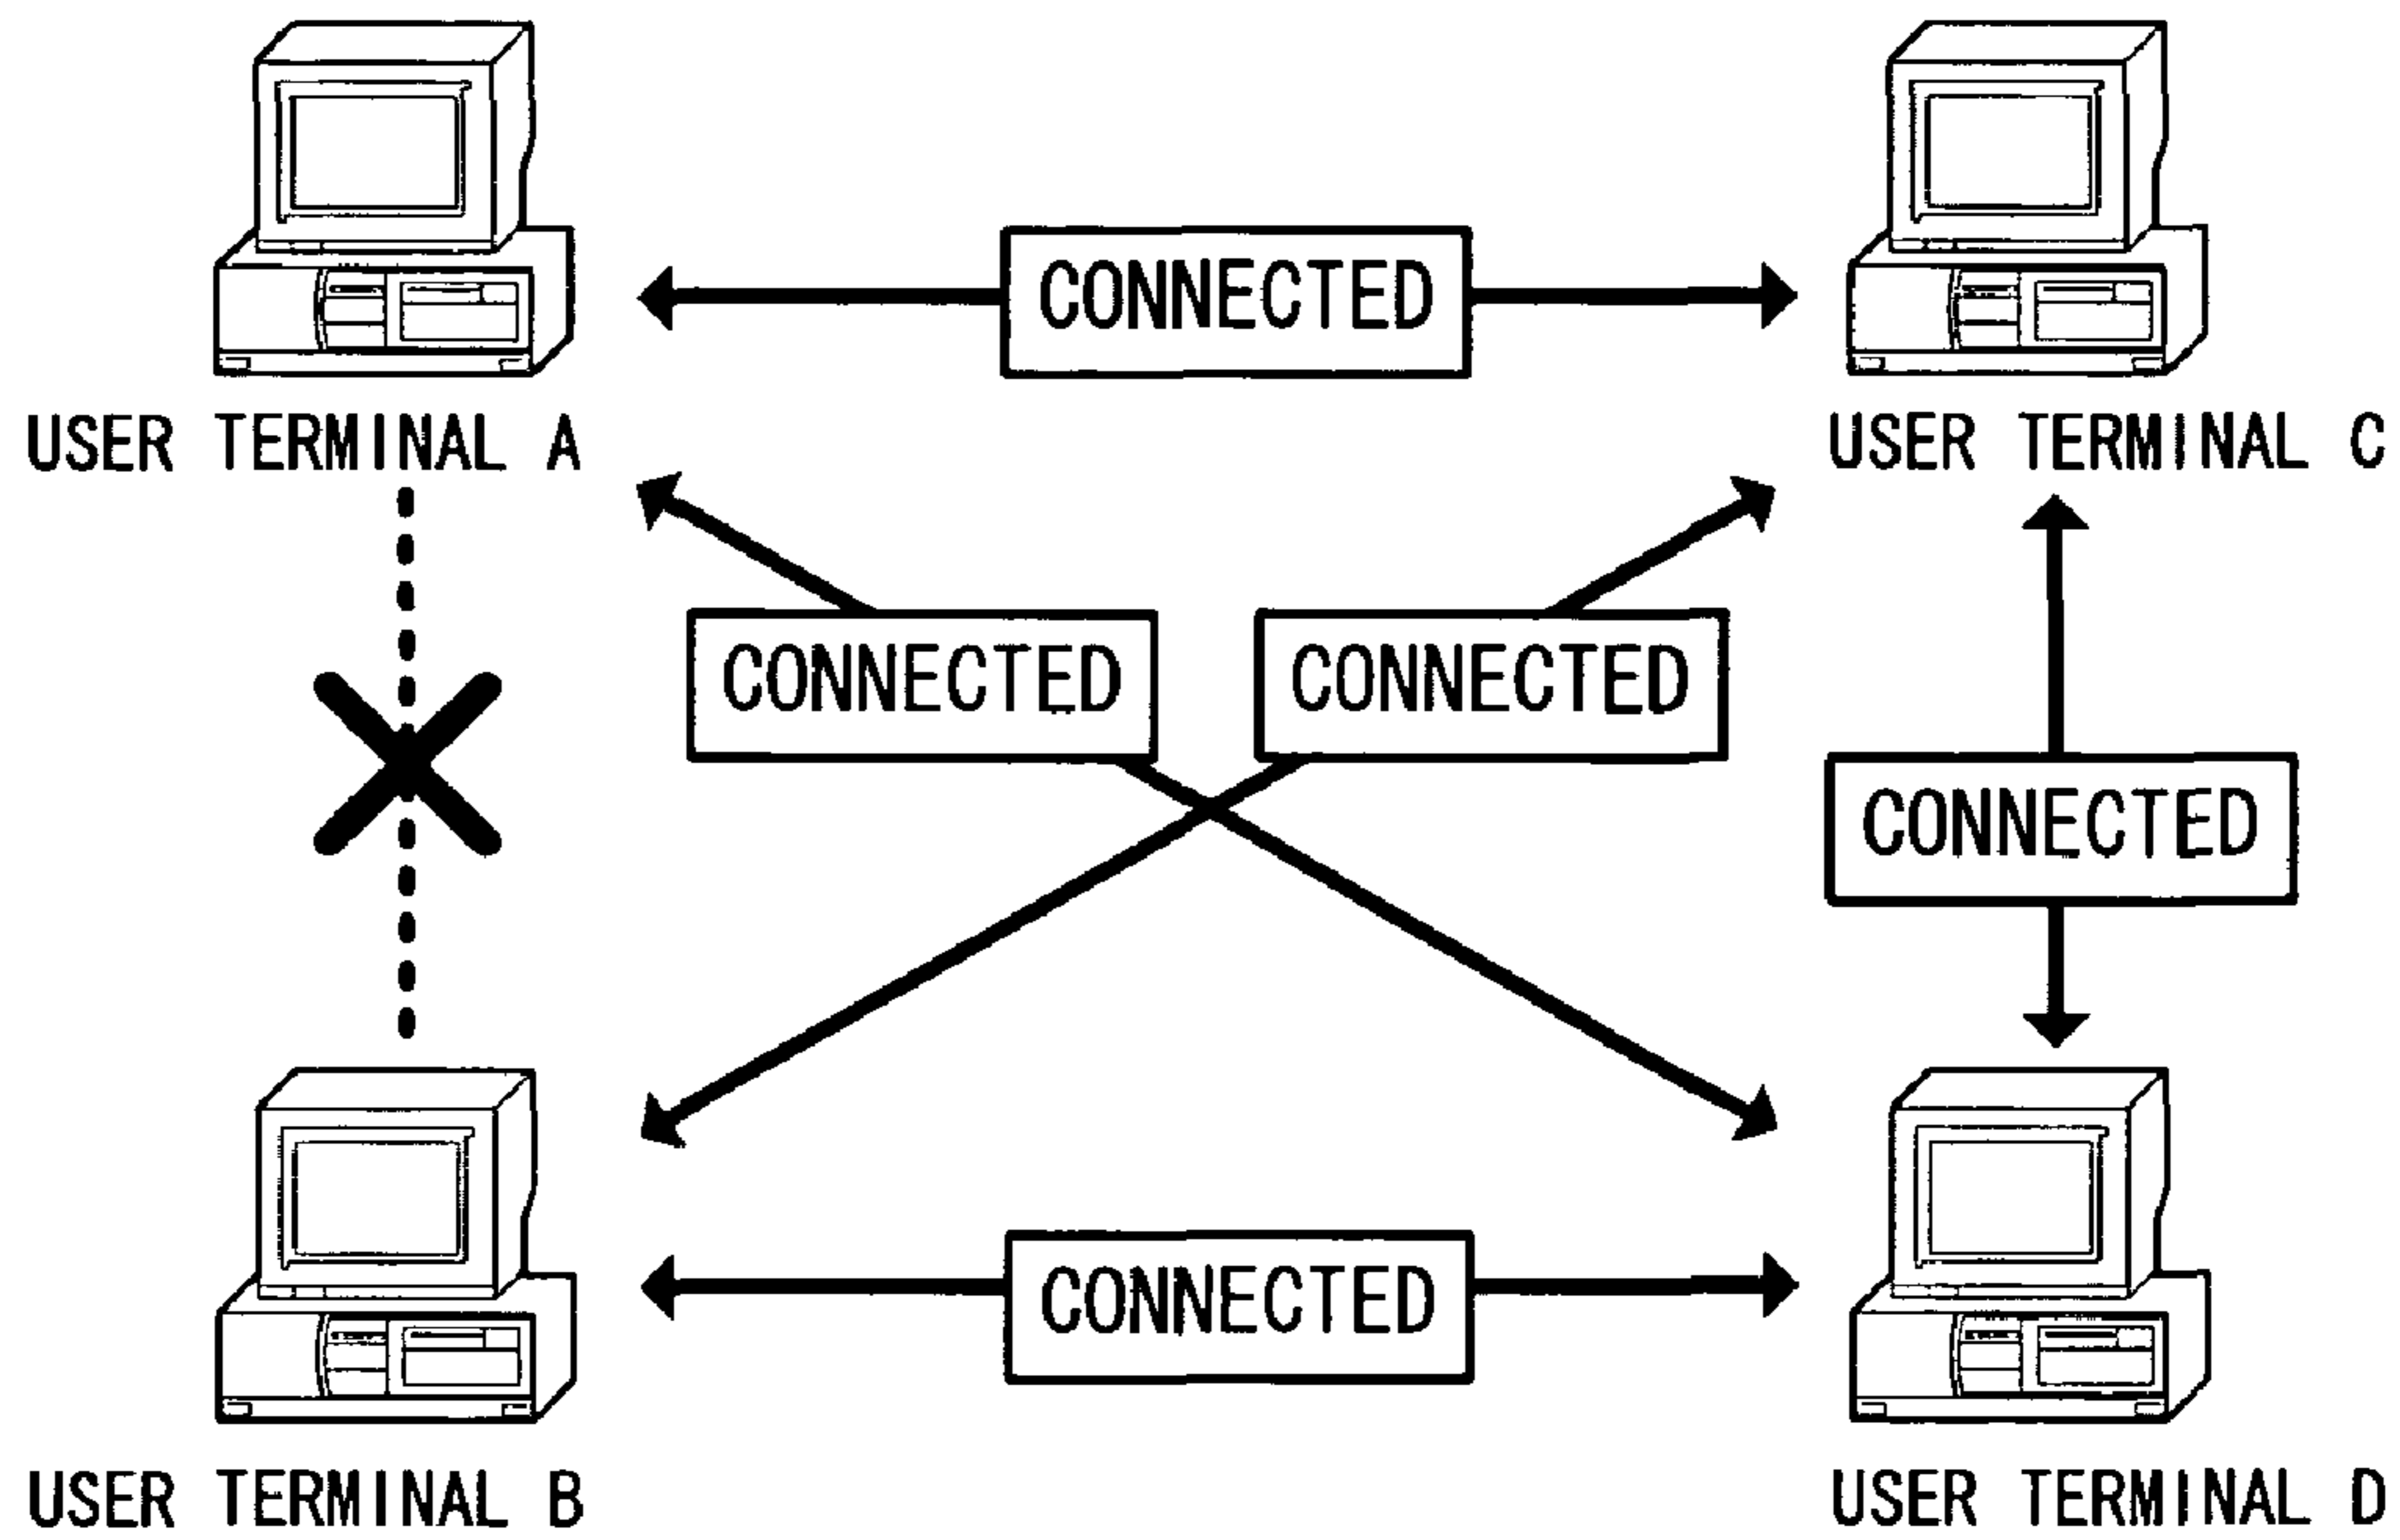 CONNECTED
USER TERMINAL A
USER TERMINAL C
CONNECTED
CONNECTED
CONNECTED
CONNECTED
USER TERMINAL B
USER TERMINAL D